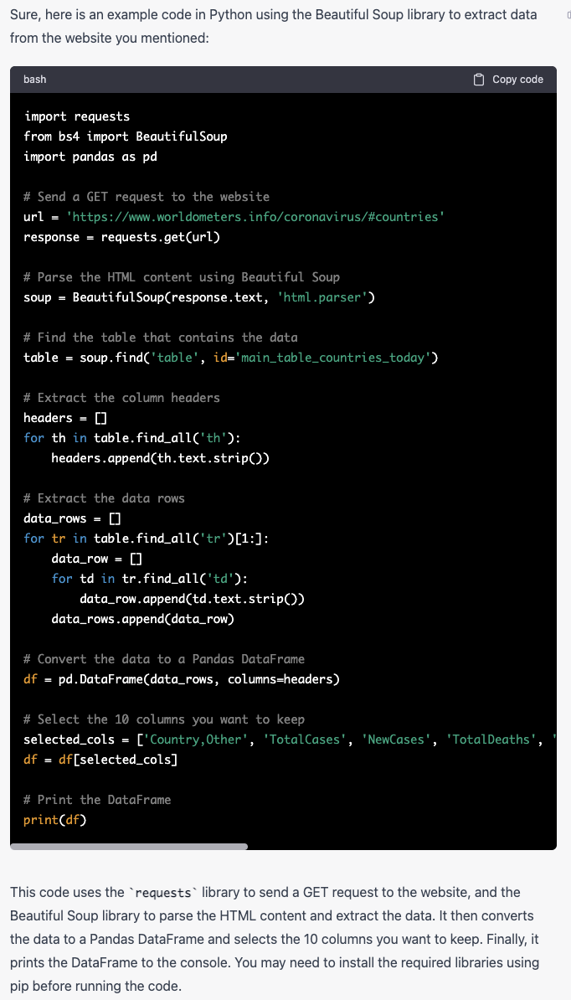 Sure, here is an example code in Python using the Beautiful Soup library to extract data
from the website you mentioned:
bash
Copy code
import requests
from bs4 import BeautifulSoup
import pandas as pd
# Send a GET request to the website
url = 'https://www.worldometers.info/coronavirus/#countries'
response = requests.get(url)
# Parse the HTML content using Beautiful Soup
soup = BeautifulSoup(response.text, 'html.parser')
# Find the table that contains the data
table = soup.find('table', id='main_table_countries_today')
# Extract the column headers
headers = []
for th in table.find_all('th'):
    headers.append(th.text.strip())
# Extract the data rows
data_rows = []
for tr in table.find_all('tr')[1:]:
    data_row = []
    for td in tr.find_all('td'):
        data_row.append(td.text.strip())
    data_rows.append(data_row)
# Convert the data to a Pandas DataFrame
df = pd.DataFrame(data_rows, columns=headers)
# Select the 10 columns you want to keep
selected_cols = ['Country,Other', 'TotalCases', 'NewCases', 'TotalDeaths', '
df = df[selected_cols]
# Print the DataFrame
print(df)
This code uses the `requests` library to send a GET request to the website, and the
Beautiful Soup library to parse the HTML content and extract the data. It then converts
the data to a Pandas DataFrame and selects the 10 columns you want to keep. Finally, it
prints the DataFrame to the console. You may need to install the required libraries using
pip before running the code.